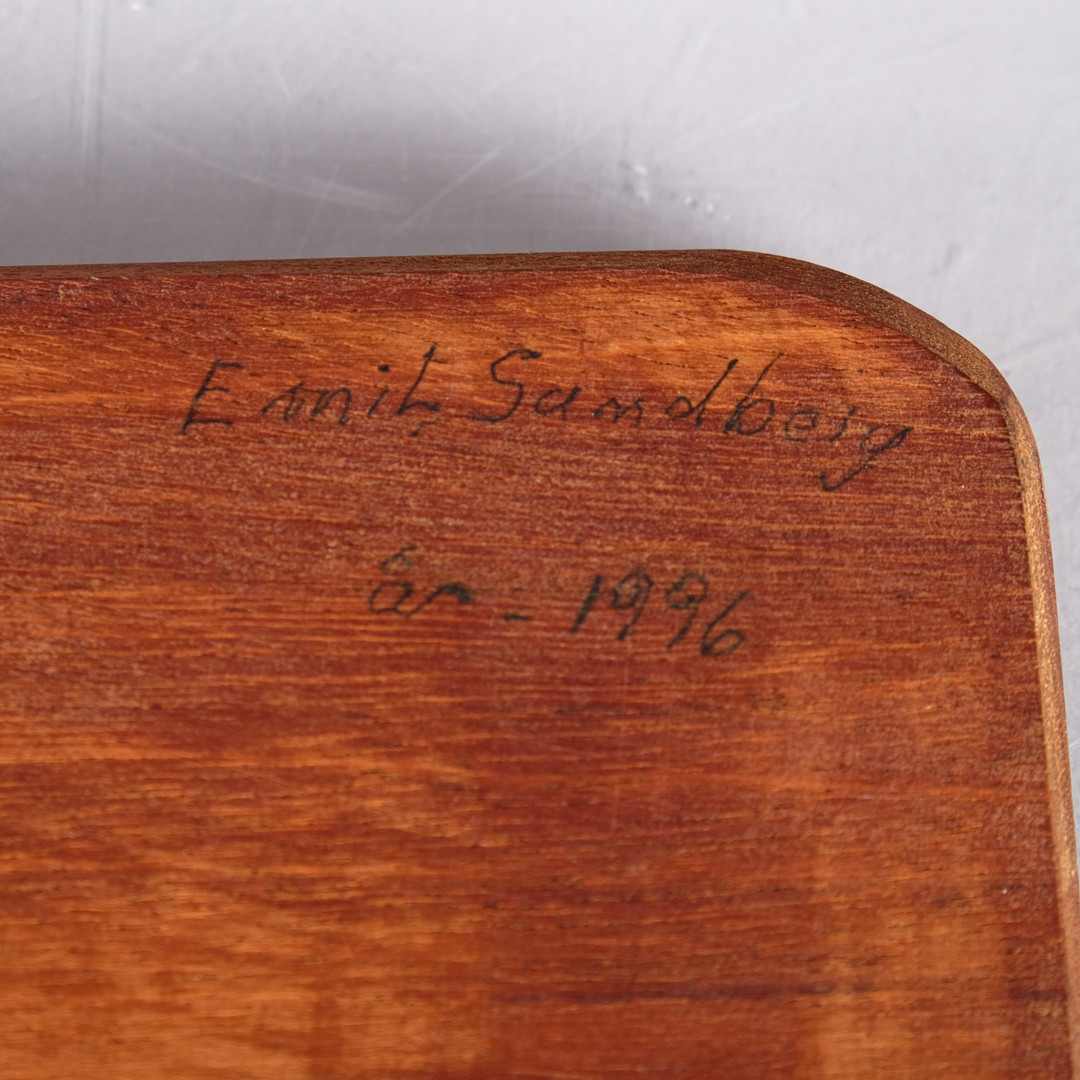 Emil Sandberg
år - 1996